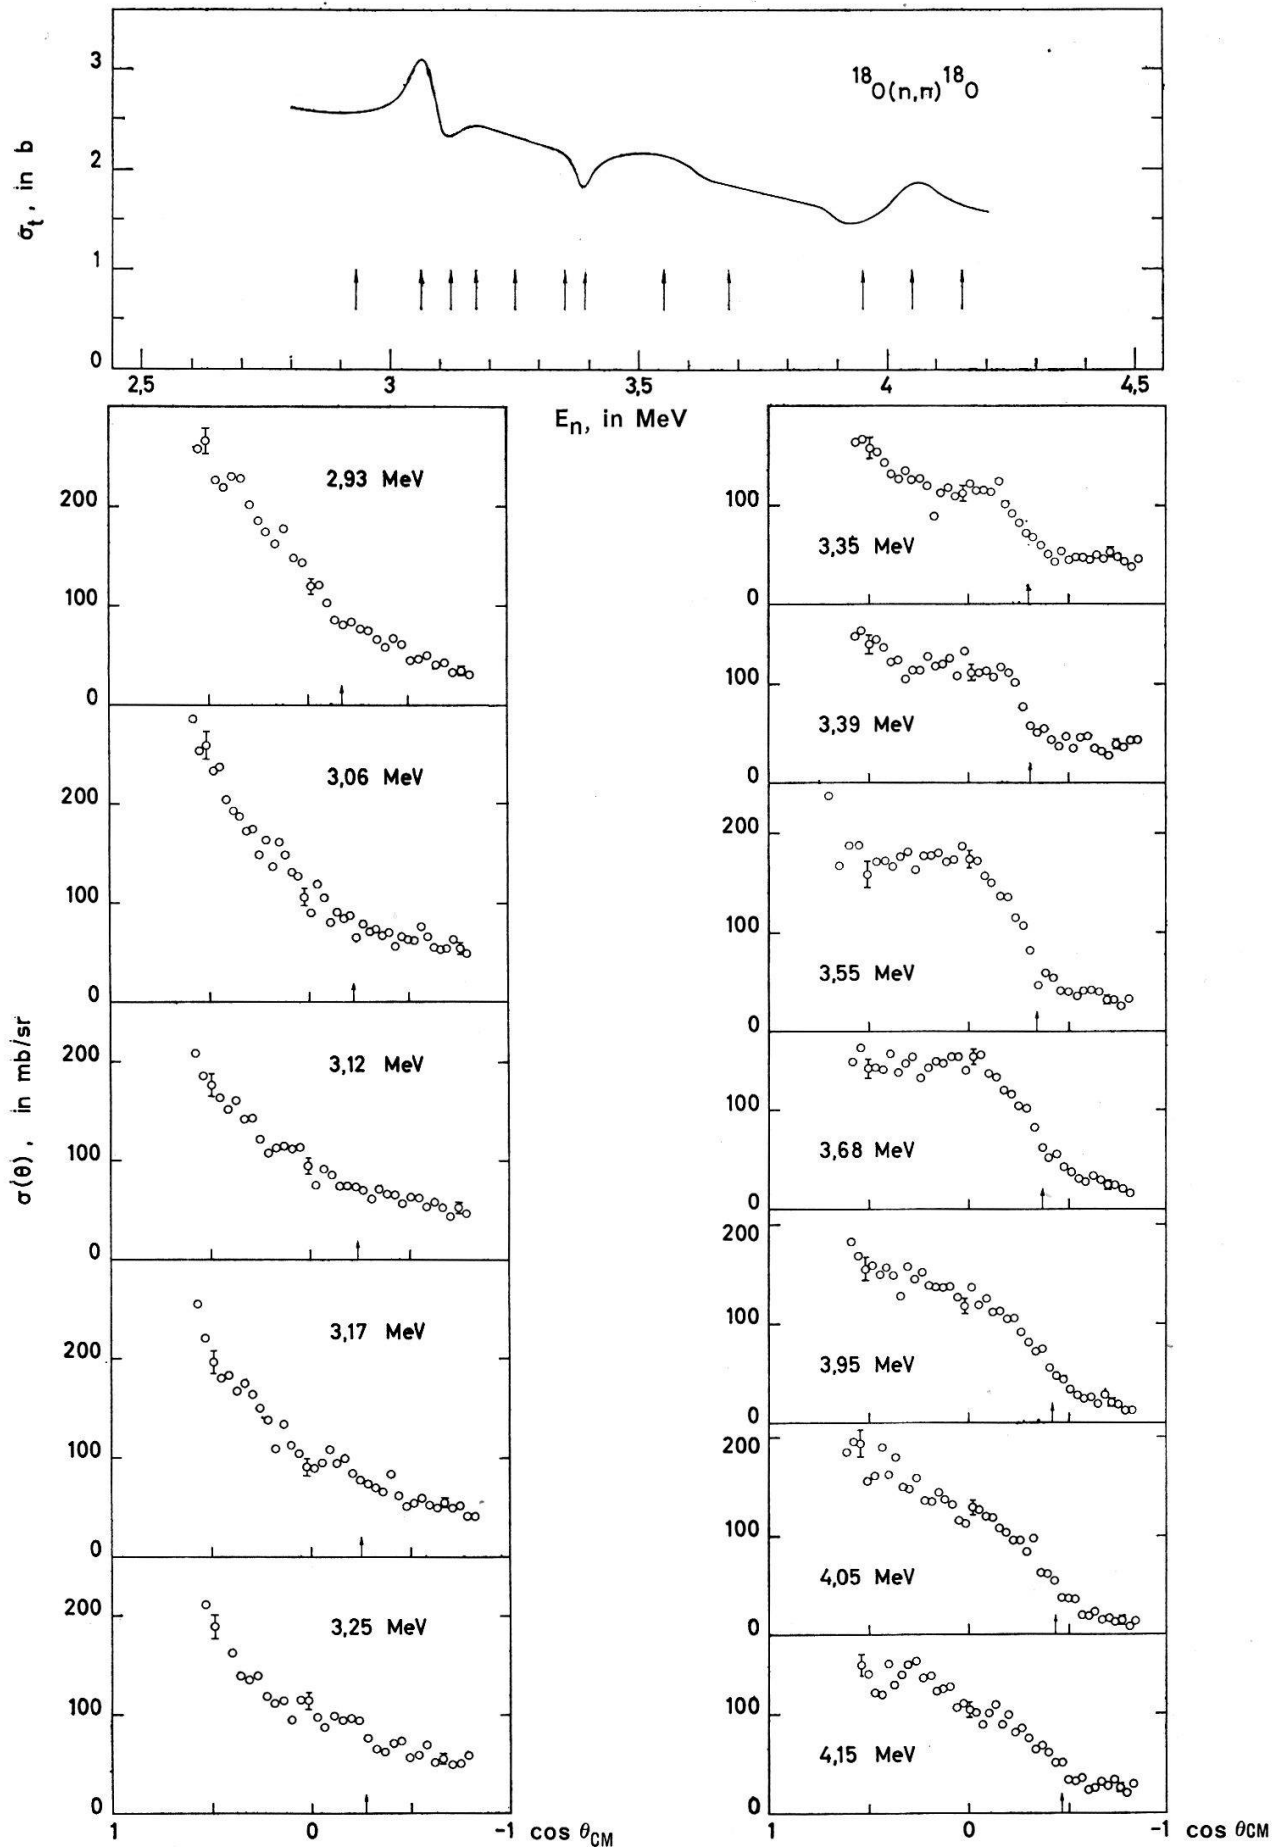 3
2
1
0
σt, in b
¹⁸O(n,n)¹⁸O
2,5
3
3,5
4
4,5
En, in MeV
σ(θ), in mb/sr
200
100
0
2,93 MeV
200
100
0
3,06 MeV
200
100
0
3,12 MeV
200
100
0
3,17 MeV
200
100
0
3,25 MeV
1
0
-1
cos θCM
100
0
3,35 MeV
100
0
3,39 MeV
200
100
0
3,55 MeV
100
0
3,68 MeV
200
100
0
3,95 MeV
200
100
0
4,05 MeV
100
0
4,15 MeV
1
0
-1
cos θCM